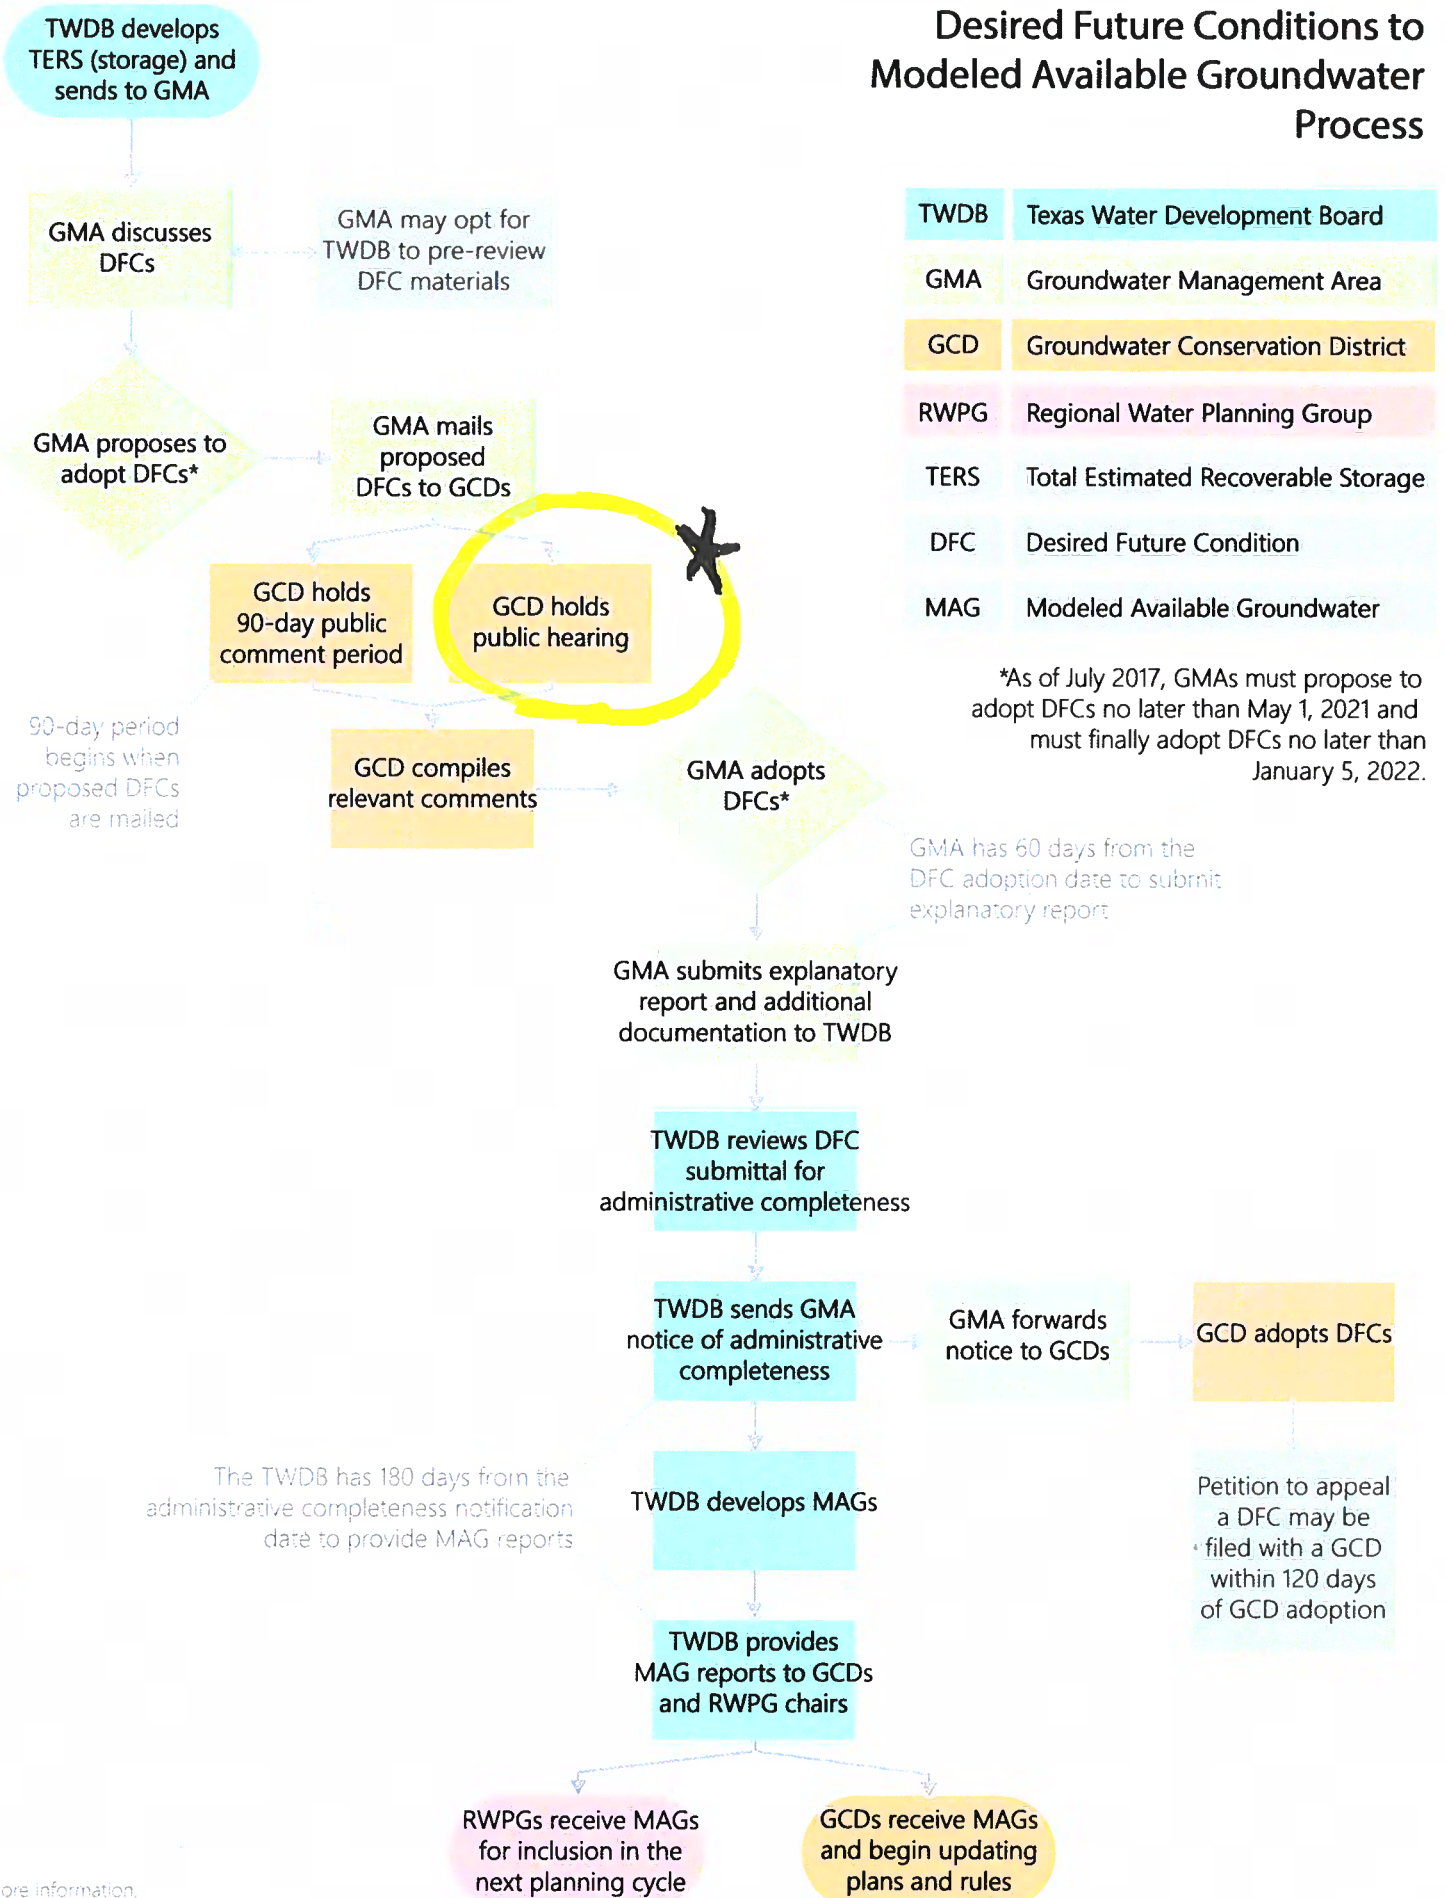 TWDB develops
TERS (storage) and
sends to GMA
Desired Future Conditions to
Modeled Available Groundwater
Process
GMA discusses
DFCs
GMA may opt for
TWDB to pre-review
DFC materials
TWDB Texas Water Development Board
GMA Groundwater Management Area
GCD Groundwater Conservation District
RWPG Regional Water Planning Group
TERS Total Estimated Recoverable Storage
DFC Desired Future Condition
MAG Modeled Available Groundwater
*As of July 2017, GMAs must propose to
adopt DFCs no later than May 1, 2021 and
must finally adopt DFCs no later than
January 5, 2022.
GMA proposes to
adopt DFCs*
GMA mails
proposed
DFCs to GCDs
GCD holds
90-day public
comment period
GCD holds
public hearing
90-day period
begins when
proposed DFCs
are mailed
GCD compiles
relevant comments
GMA adopts
DFCs*
GMA has 60 days from the
DFC adoption date to submit
explanatory report
GMA submits explanatory
report and additional
documentation to TWDB
TWDB reviews DFC
submittal for
administrative completeness
TWDB sends GMA
notice of administrative
completeness
GMA forwards
notice to GCDs
GCD adopts DFCs
The TWDB has 180 days from the
administrative completeness notification
date to provide MAG reports
TWDB develops MAGs
Petition to appeal
a DFC may be
filed with a GCD
within 120 days
of GCD adoption
TWDB provides
MAG reports to GCDs
and RWPG chairs
RWPGs receive MAGs
for inclusion in the
next planning cycle
GCDs receive MAGs
and begin updating
plans and rules
information.